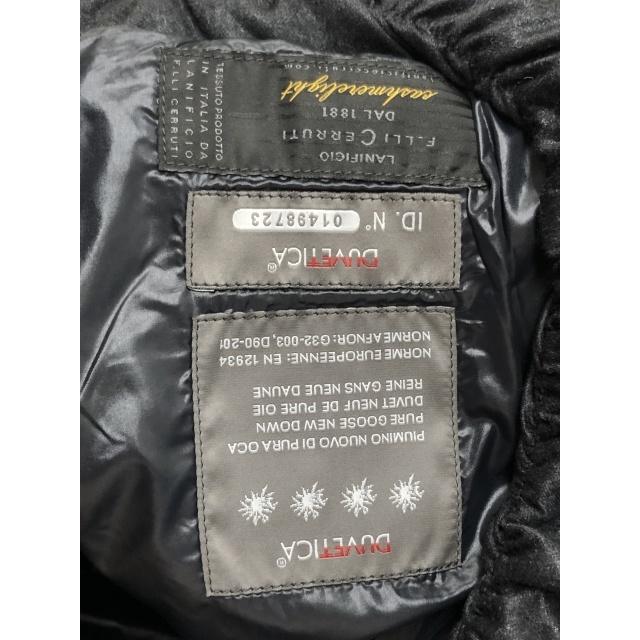 DUVETICA®
PIUMINO NUOVO DI PURA OCA
PURE GOOSE NEW DOWN
DUVET NEUF DE PURE OIE
REINE GANS NEUE DAUNE
NORME EUROPEENNE: EN 12934
NORME AFNOR: G32-003, D90-201
DUVETICA®
ID. N° 01498723
LANIFICIO
F.LLI CERRUTI
DAL 1881
cashmerelight
lanificiocerruti.com
TESSUTO PRODOTTO
IN ITALIA DA
LANIFICIO
F.LLI CERRUTI